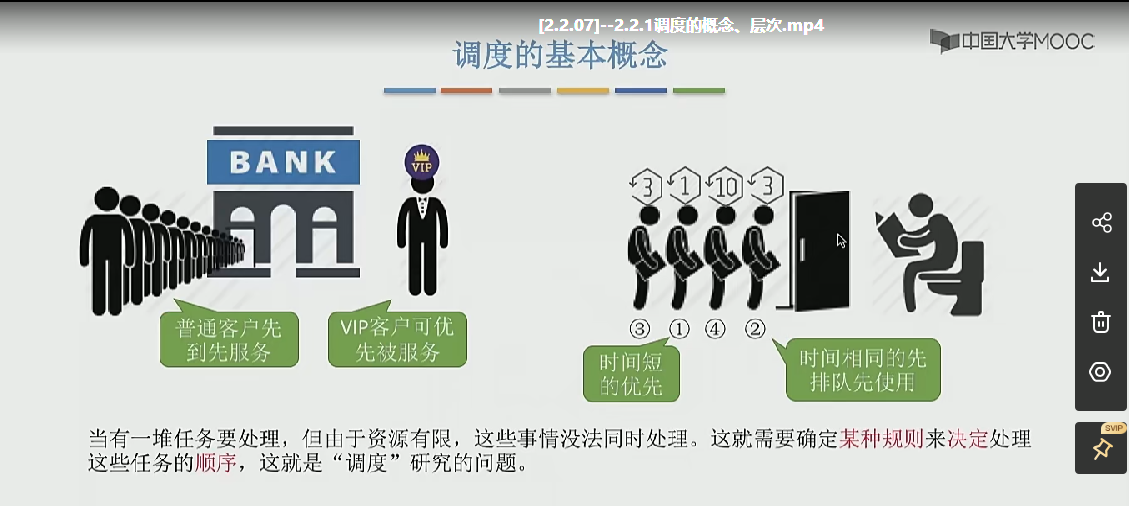 [2.2.07]--2.2.1调度的概念、层次.mp4
中国大学MOOC
调度的基本概念
BANK
VIP
3 1 10 3
③ ① ④ ②
普通客户先
到先服务
VIP客户可优
先被服务
时间短
的优先
时间相同的先
排队先使用
当有一堆任务要处理，但由于资源有限，这些事情没法同时处理。这就需要确定某种规则来决定处理
这些任务的顺序，这就是“调度”研究的问题。
SVIP